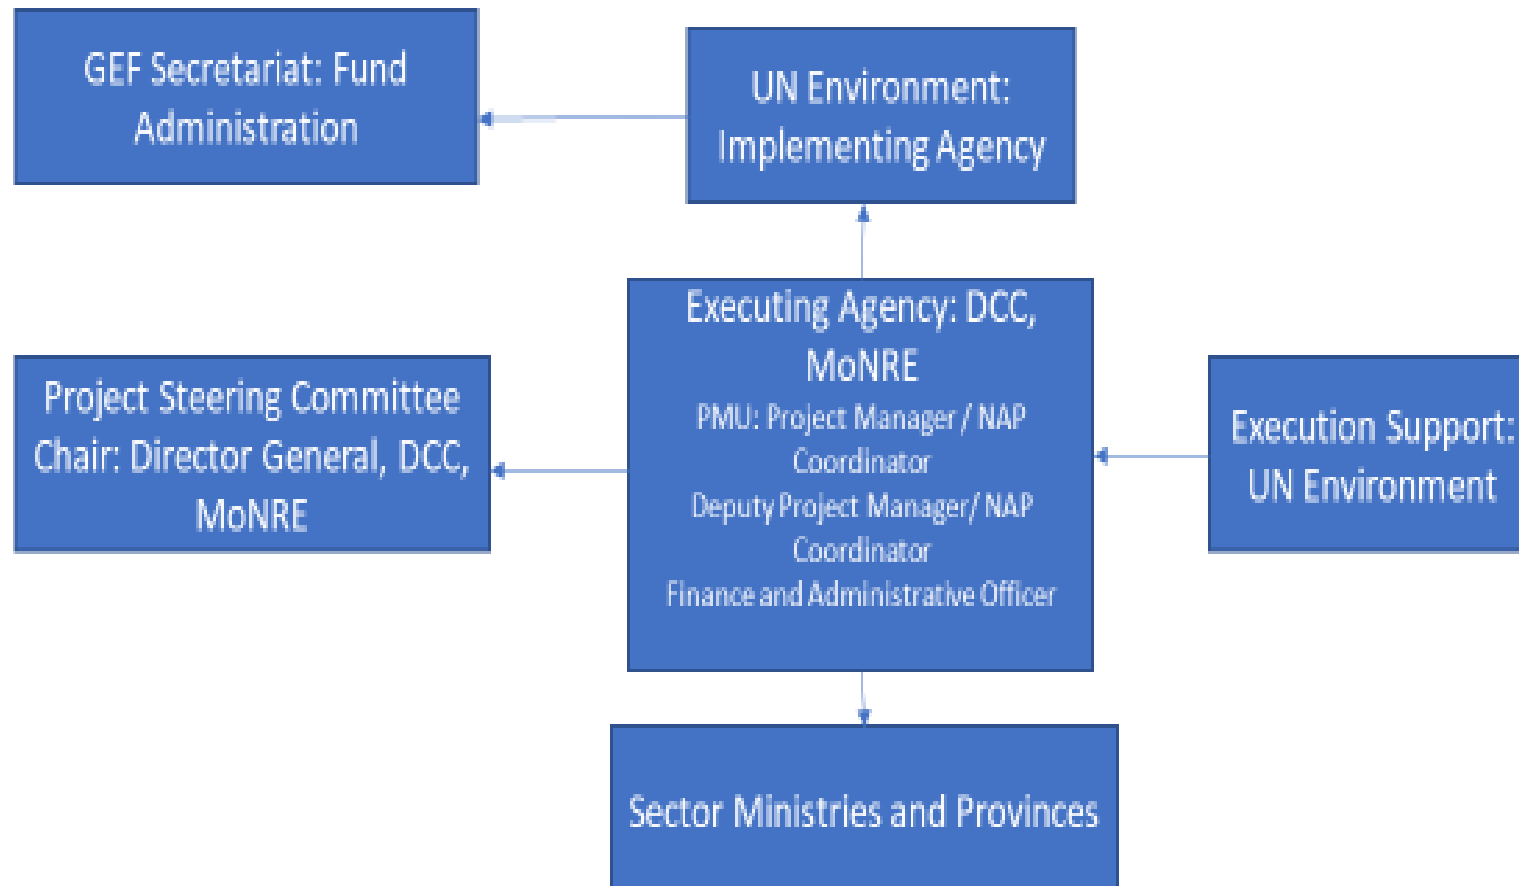 GEF Secretariat: Fund
Administration
UN Environment:
Implementing Agency
Executing Agency: DCC,
MoNRE
PMU: Project Manager / NAP
Coordinator
Deputy Project Manager/ NAP
Coordinator
Finance and Administrative Officer
Project Steering Committee
Chair: Director General, DCC,
MoNRE
Execution Support:
UN Environment
Sector Ministries and Provinces